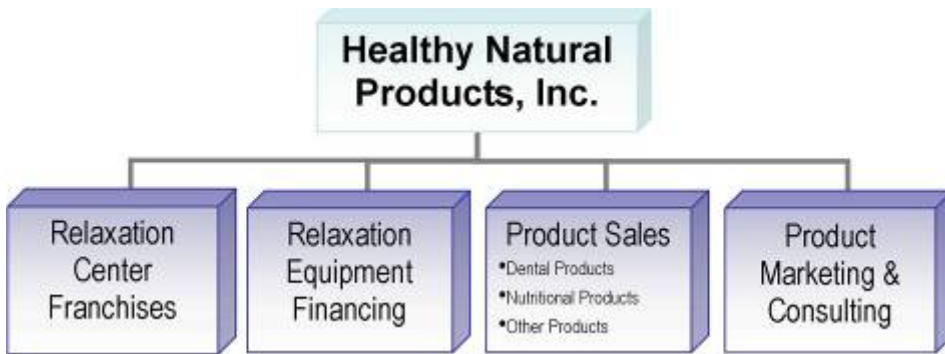 Healthy Natural
Products, Inc.
Relaxation
Center
Franchises
Relaxation
Equipment
Financing
Product Sales
•Dental Products
•Nutritional Products
•Other Products
Product
Marketing &
Consulting